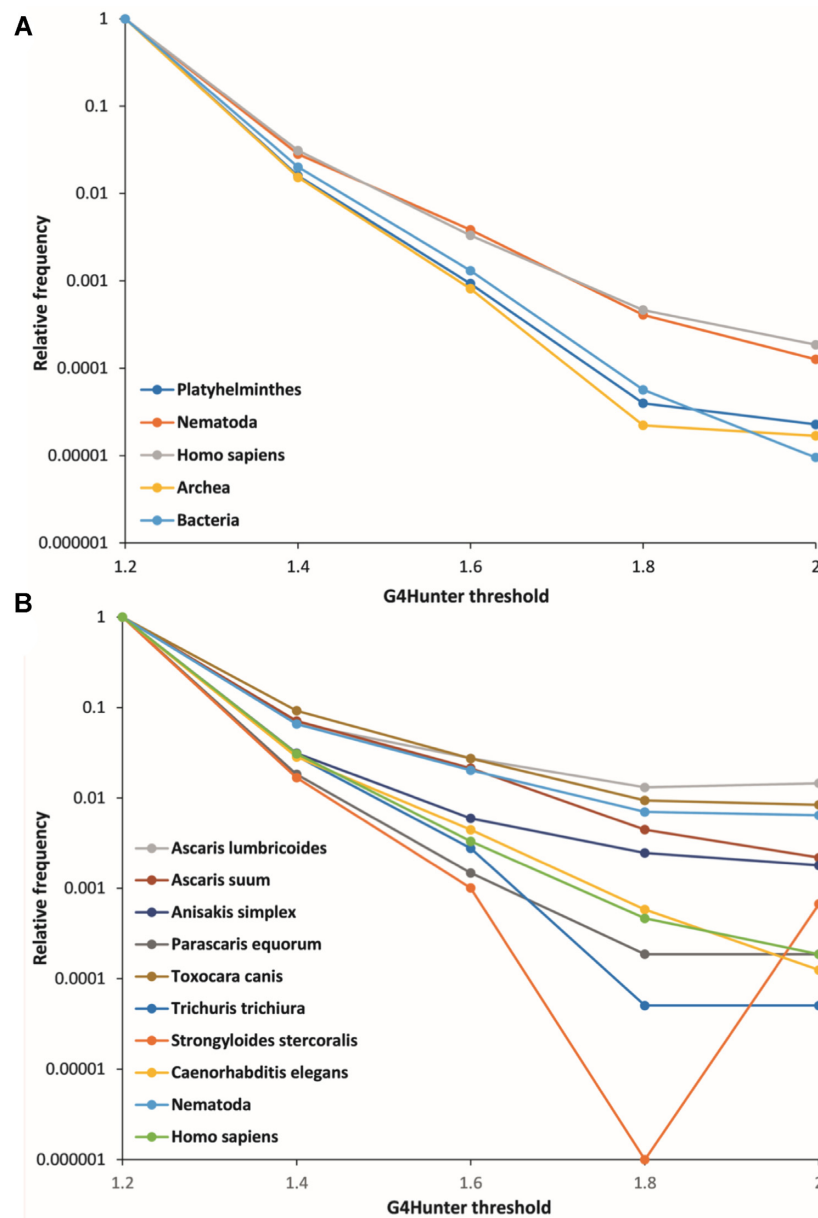 A
1
0.1
0.01
0.001
0.0001
0.00001
0.000001
Relative frequency
Platyhelminthes
Nematoda
Homo sapiens
Archea
Bacteria
1.2 1.4 1.6 1.8 2
G4Hunter threshold
B
1
0.1
0.01
0.001
0.0001
0.00001
0.000001
Relative frequency
Ascaris lumbricoides
Ascaris suum
Anisakis simplex
Parascaris equorum
Toxocara canis
Trichuris trichiura
Strongyloides stercoralis
Caenorhabditis elegans
Nematoda
Homo sapiens
1.2 1.4 1.6 1.8 2
G4Hunter threshold